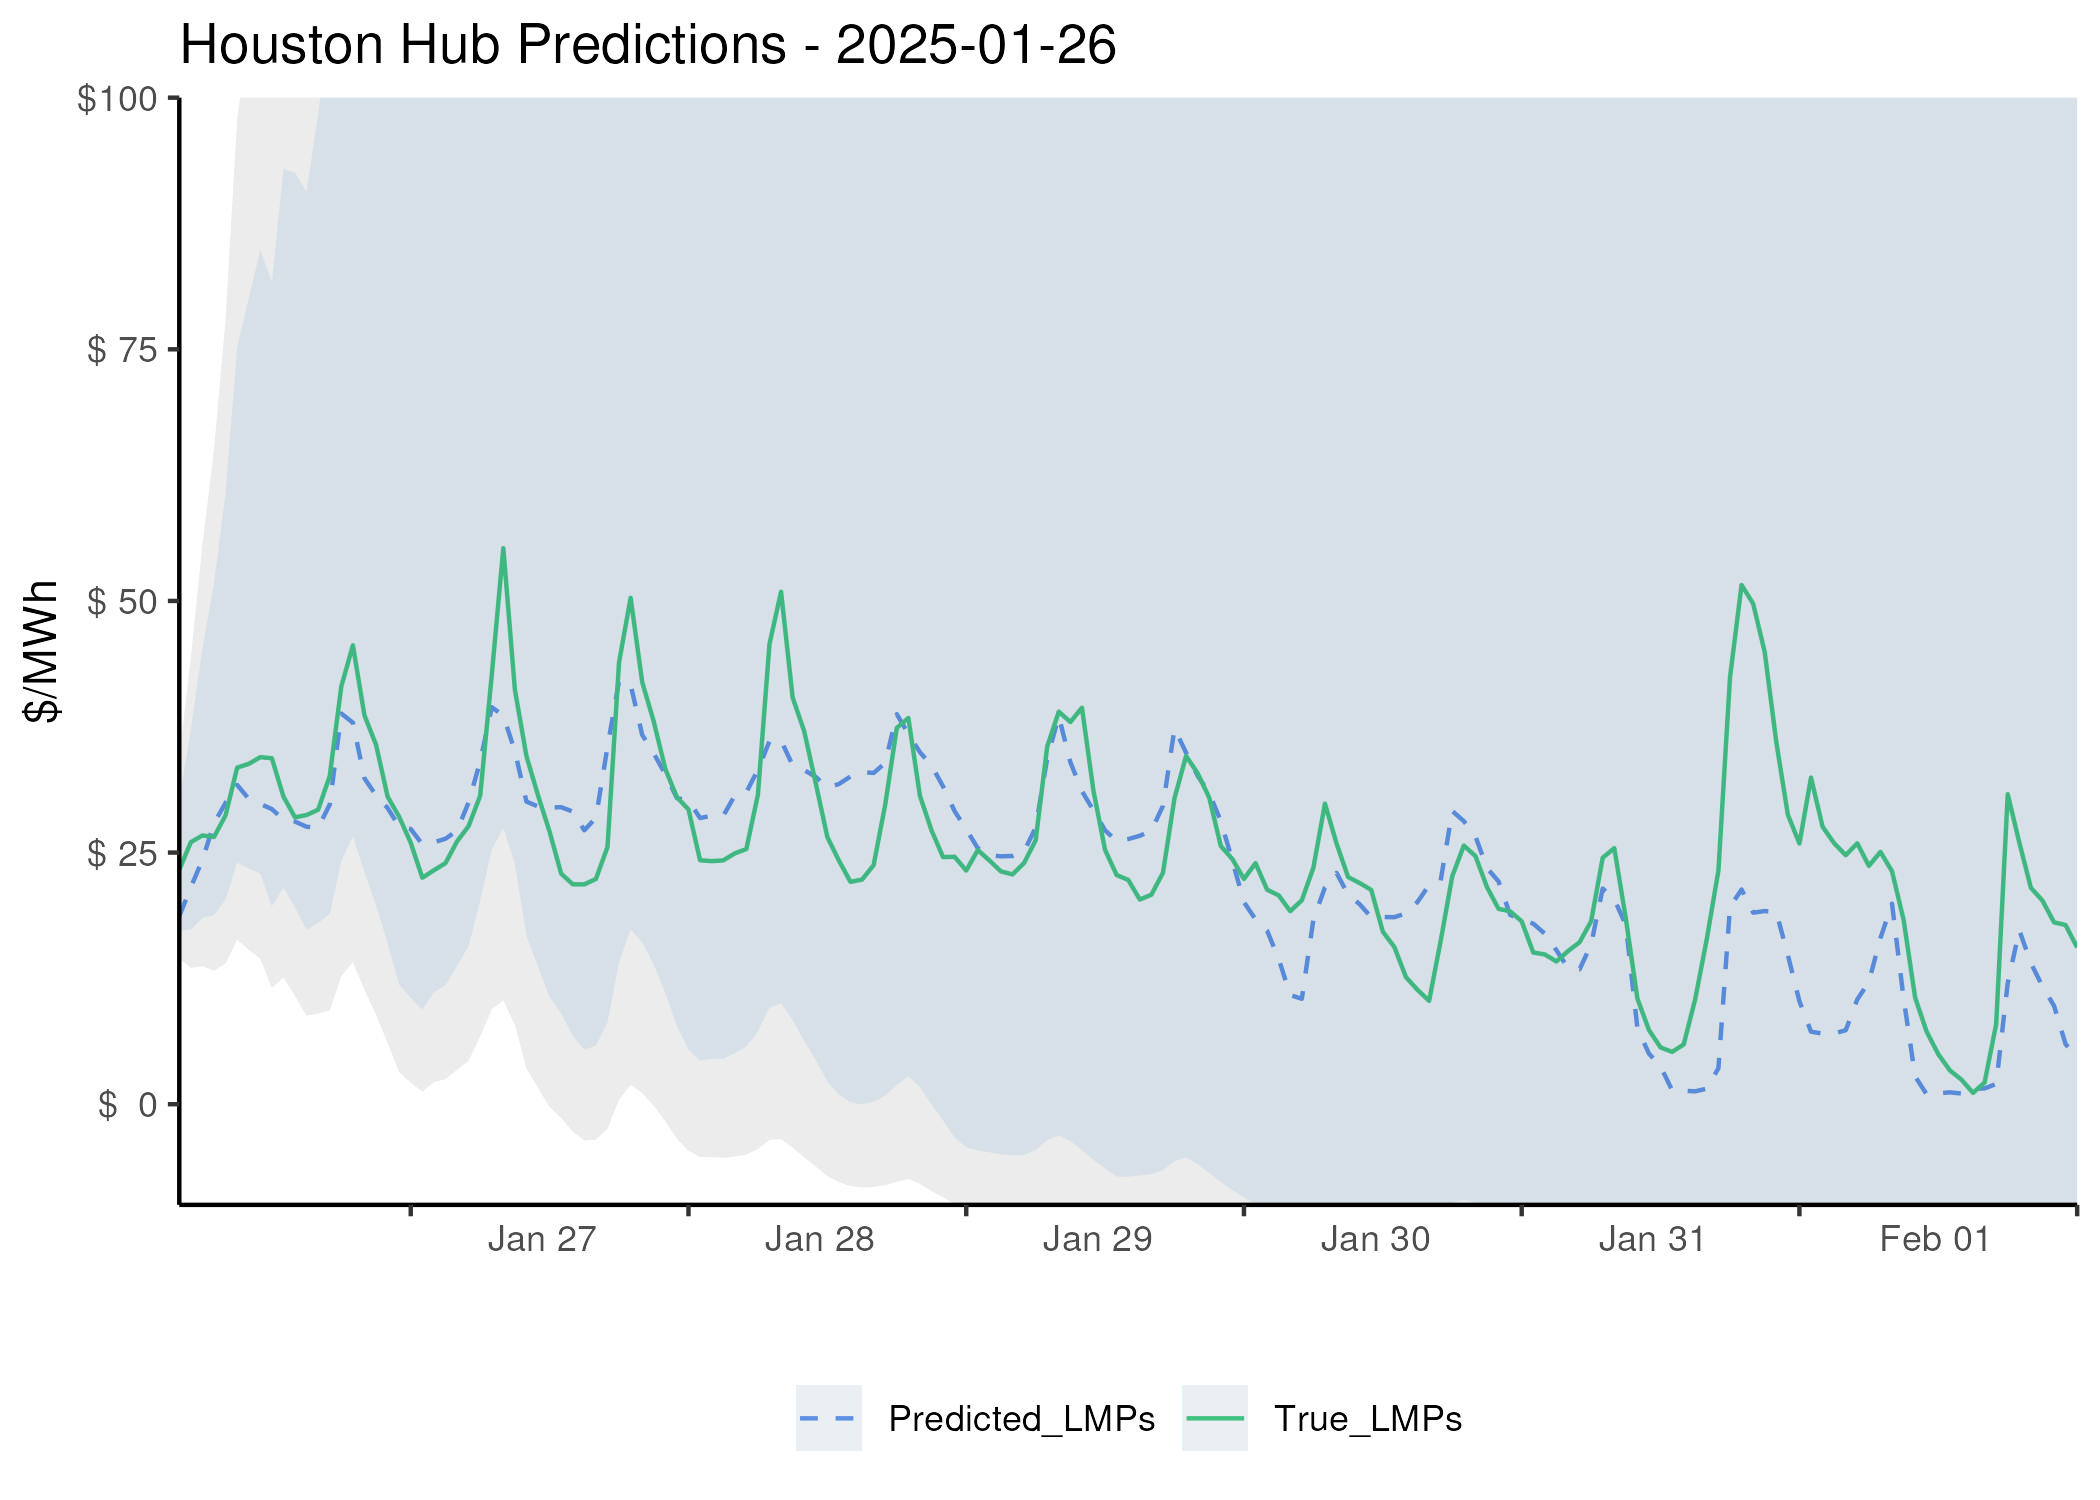 Houston Hub Predictions - 2025-01-26
$100
$ 75
$ 50
$ 25
$ 0
$/MWh
Jan 27
Jan 28
Jan 29
Jan 30
Jan 31
Feb 01
Predicted_LMPs
True_LMPs